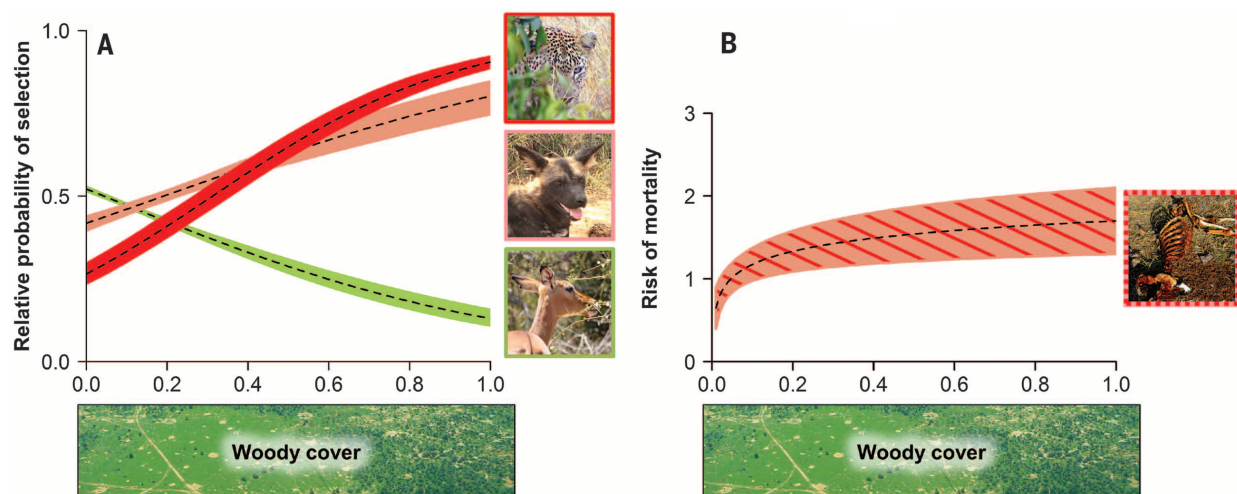 A
Relative probability of selection
1.0
0.5
0.0
0.0 0.2 0.4 0.6 0.8 1.0
Woody cover
B
Risk of mortality
3
2
1
0
0.0 0.2 0.4 0.6 0.8 1.0
Woody cover